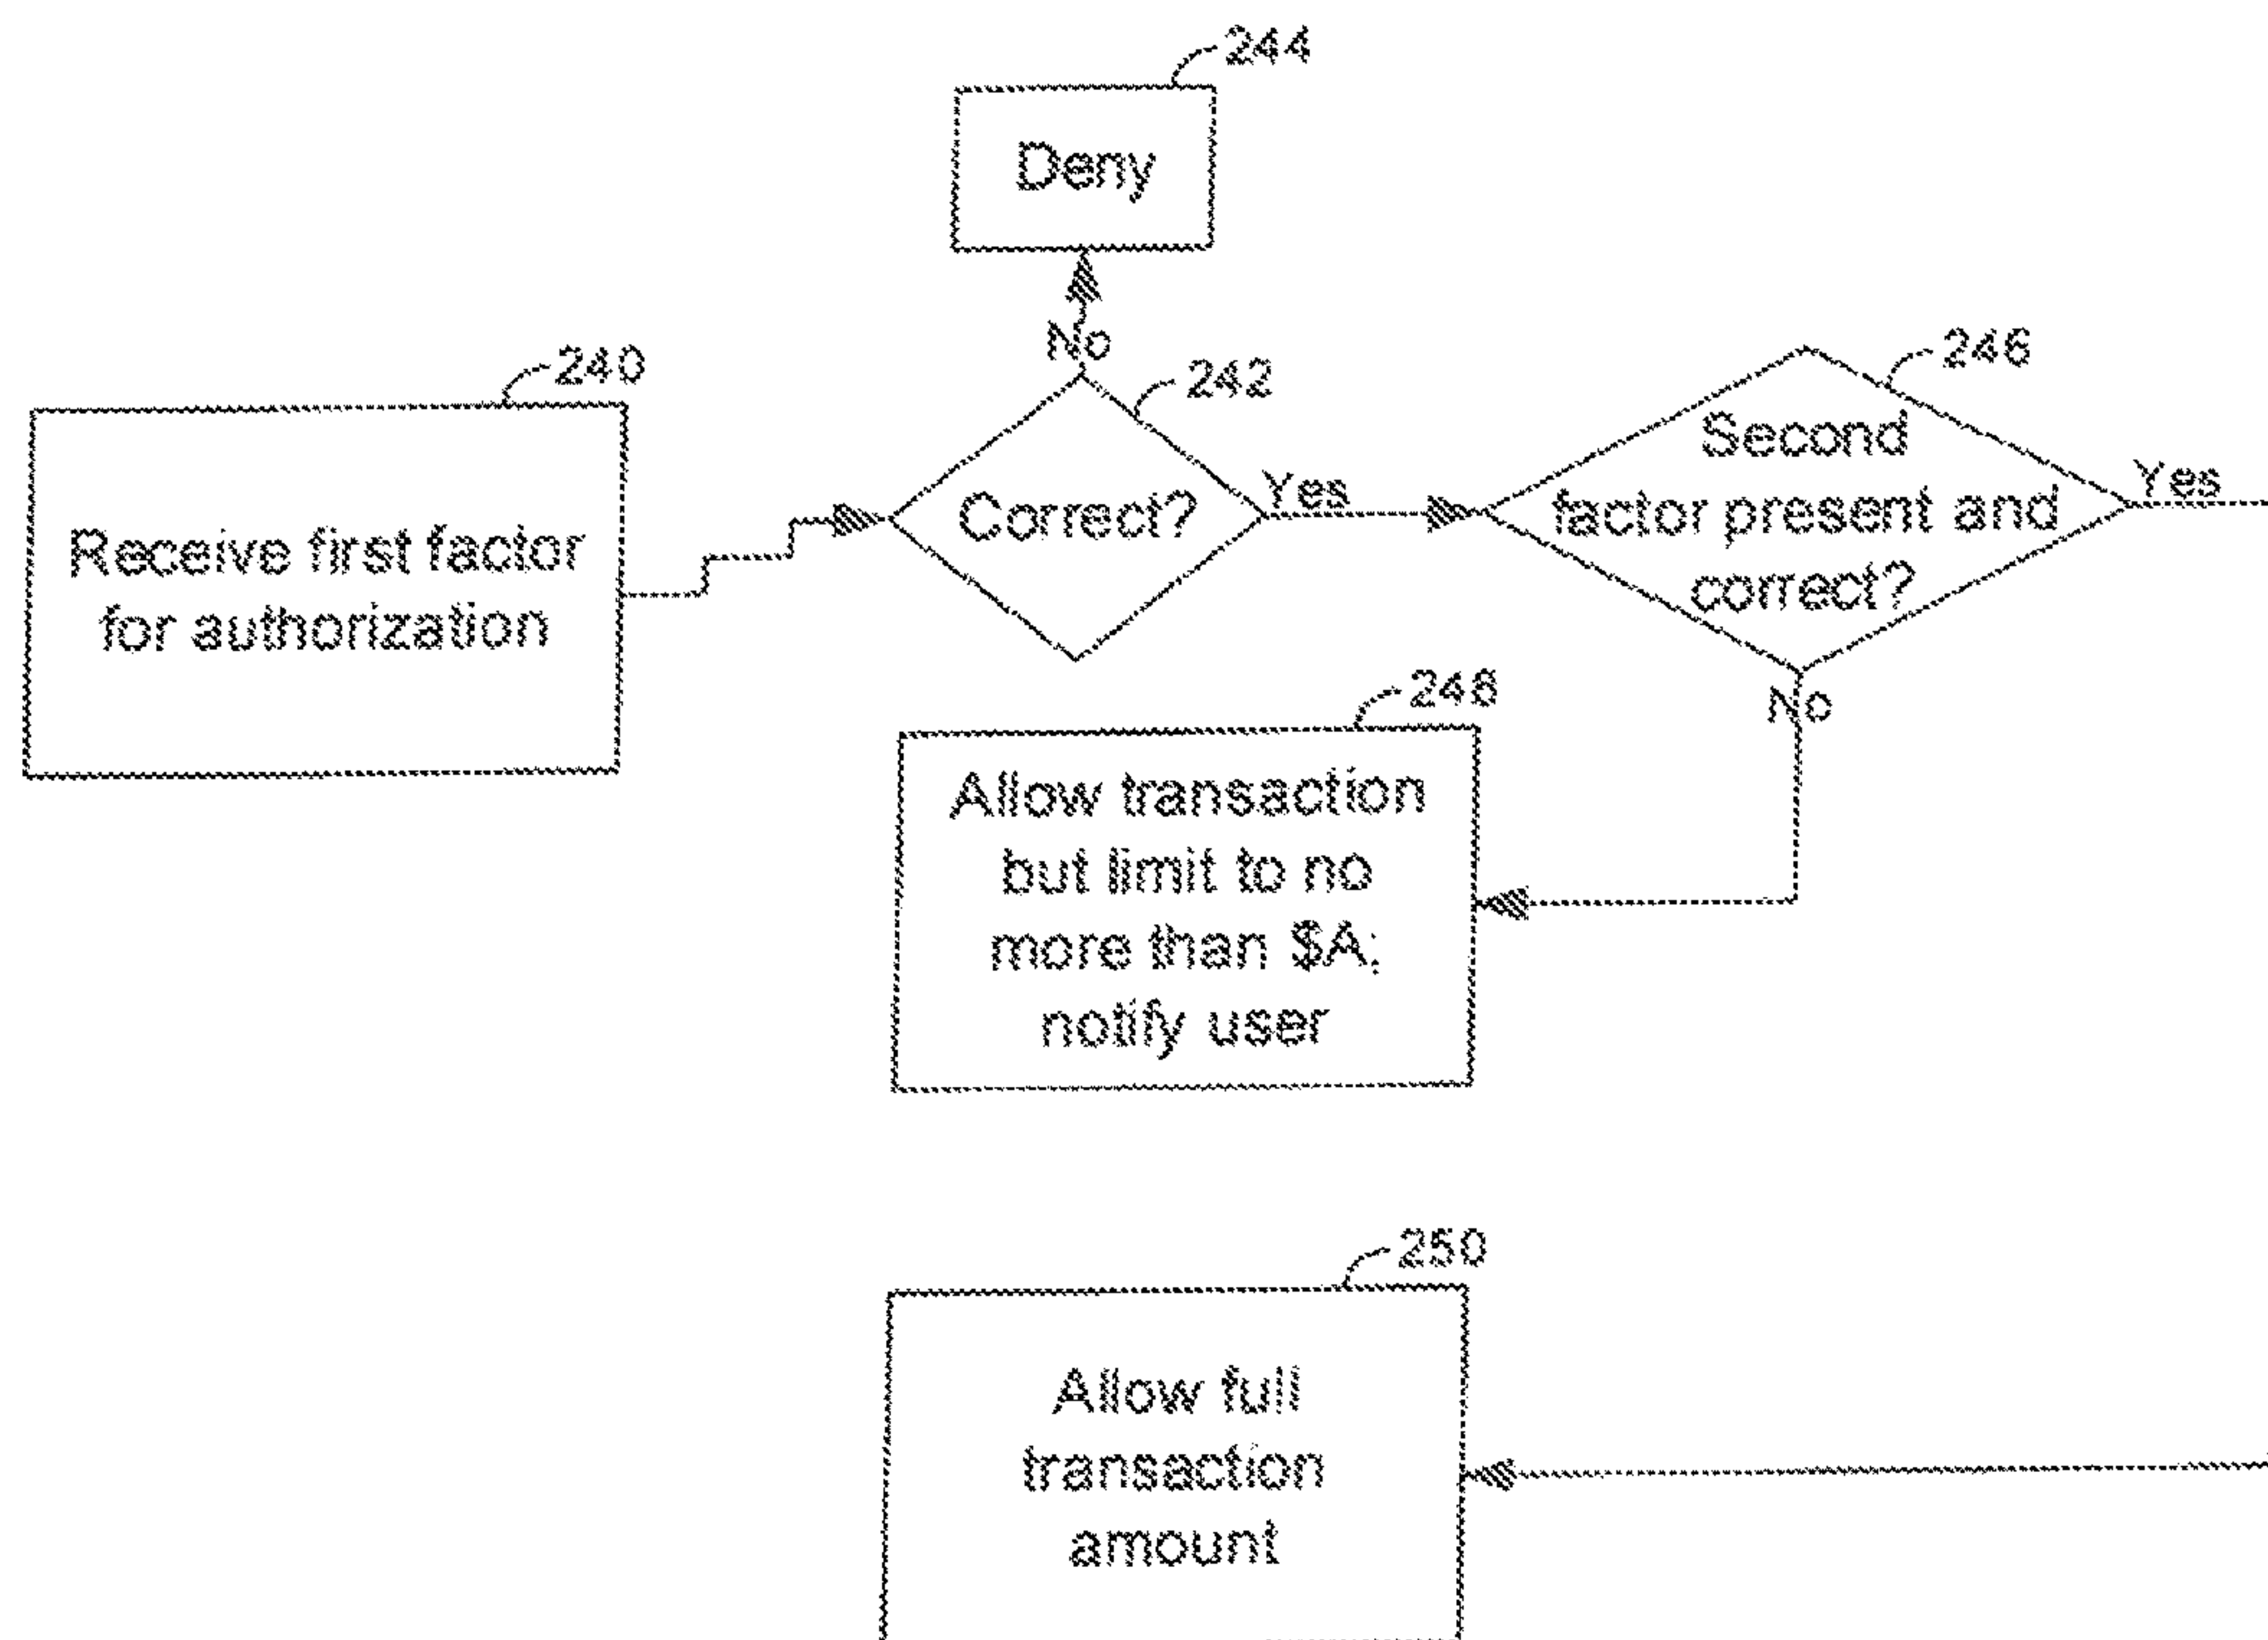 244
Deny
No
240
242
246
Receive first factor
for authorization
Correct?
Yes
Second
factor present and
correct?
Yes
No
248
Allow transaction
but limit to no
more than $A;
notify user
250
Allow full
transaction
amount